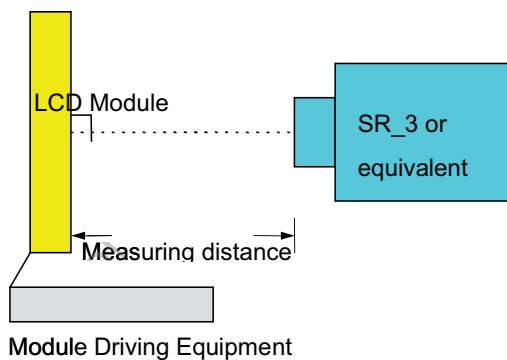 LCD Module
SR_3 or
equivalent
Measuring distance
Module Driving Equipment